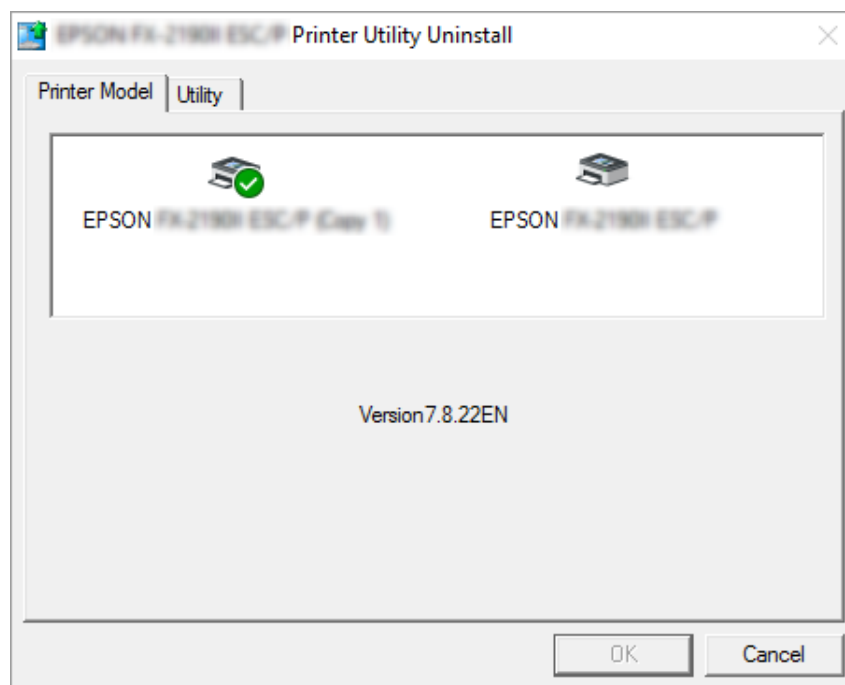 Printer Utility Uninstall
Printer Model Utility
EPSON EPSON
Version7.8.22EN
OK Cancel